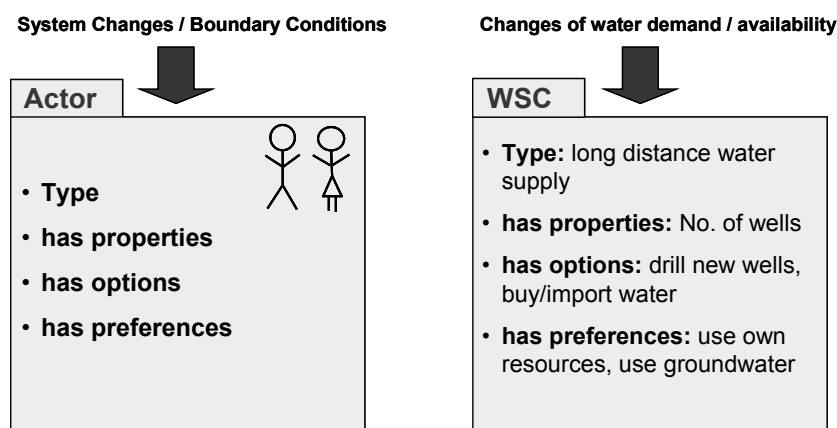 System Changes / Boundary Conditions
Actor
• Type
• has properties
• has options
• has preferences
Changes of water demand / availability
WSC
• Type: long distance water
supply
• has properties: No. of wells
• has options: drill new wells,
buy/import water
• has preferences: use own
resources, use groundwater